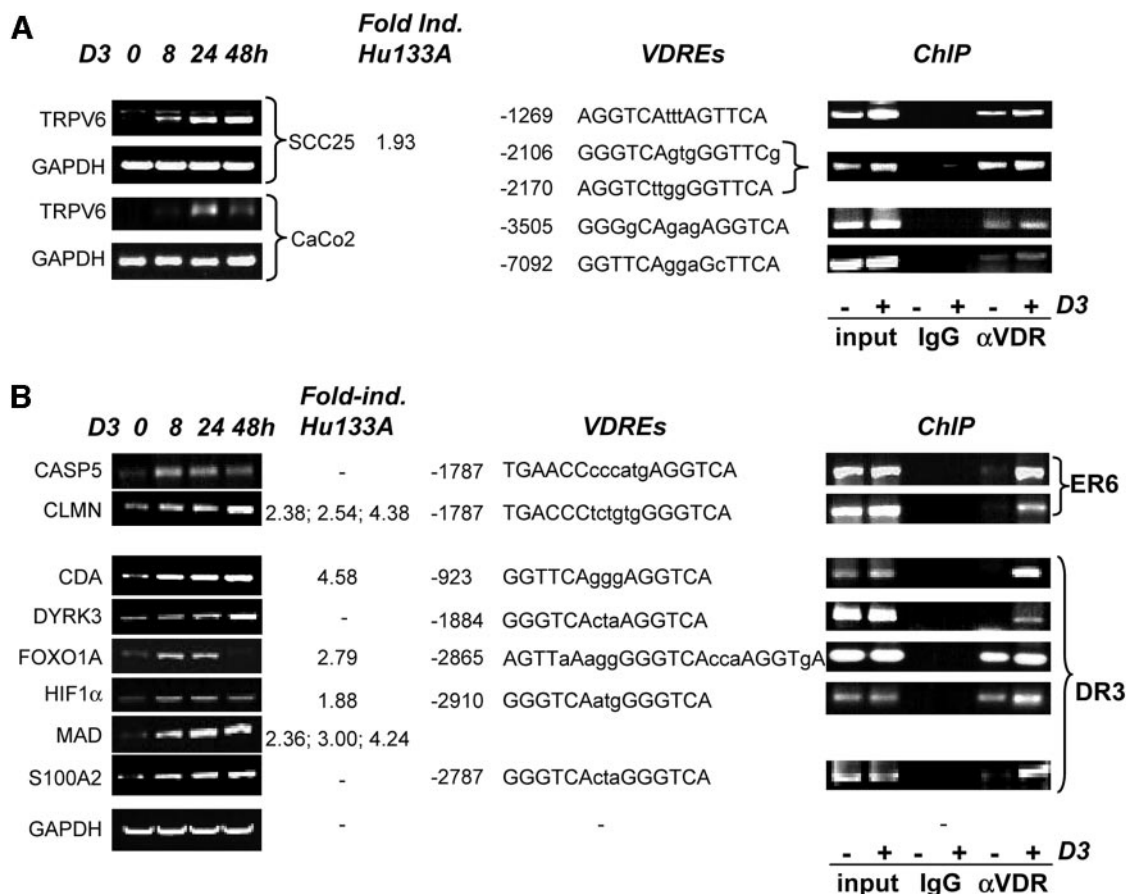 A
D3 0 8 24 48h
Fold Ind.
Hu133A
VDREs
ChIP
TRPV6
GAPDH
SCC25 1.93
TRPV6
GAPDH
CaCo2
-1269 AGGTCAtttAGTTCA
-2106 GGGTCAgtgGGTTCg
-2170 AGGTCttggGGTTCA
-3505 GGGgCAgagAGGTCA
-7092 GGTTCAggaGcTTCA
- + - + - + D3
input IgG αVDR
B
D3 0 8 24 48h
Fold-ind.
Hu133A
VDREs
ChIP
CASP5 - -1787 TGAACCcccatgAGGTCA
CLMN 2.38; 2.54; 4.38 -1787 TGACCCtctgtgGGGTCA
ER6
CDA 4.58 -923 GGTTCAgggAGGTCA
DYRK3 - -1884 GGGTCActaAGGTCA
FOXO1A 2.79 -2865 AGTTaAaggGGGTCAccaAGGTgA
HIF1α 1.88 -2910 GGGTCAatgGGGTCA
MAD 2.36; 3.00; 4.24
S100A2 - -2787 GGGTCActaGGGTCA
DR3
GAPDH - - -
- + - + - + D3
input IgG αVDR